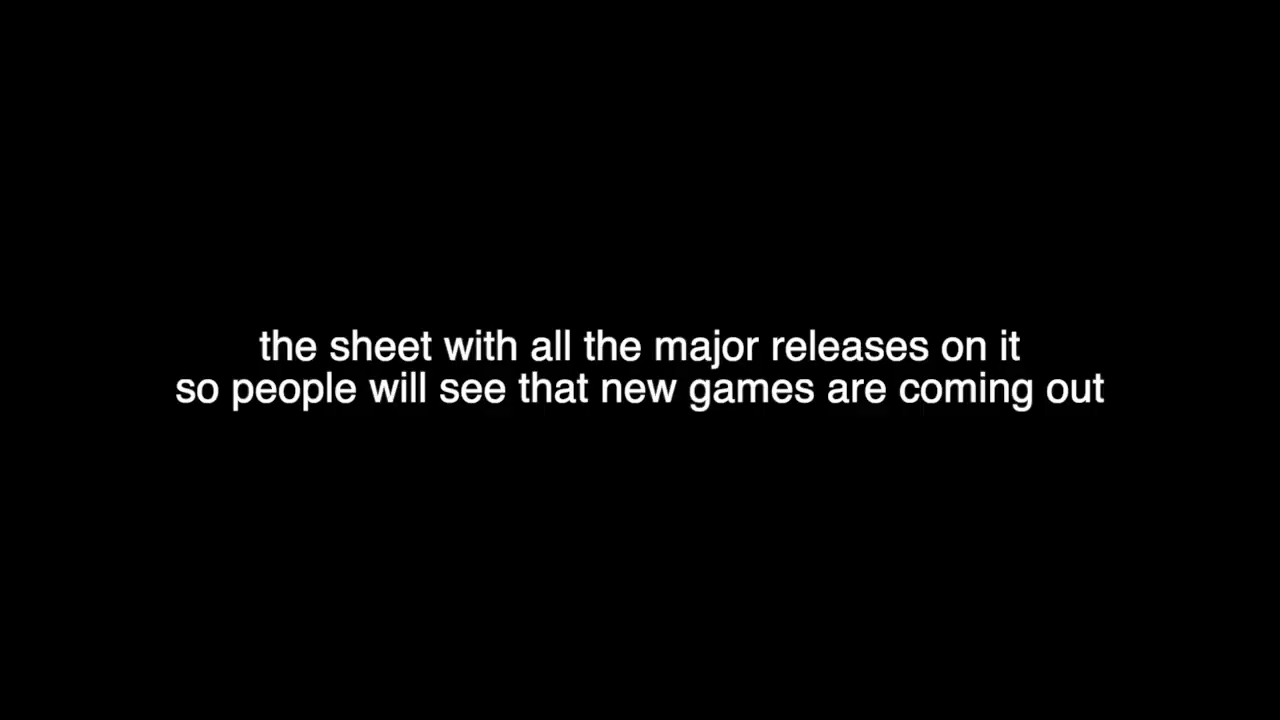 the sheet with all the major releases on it
so people will see that new games are coming out